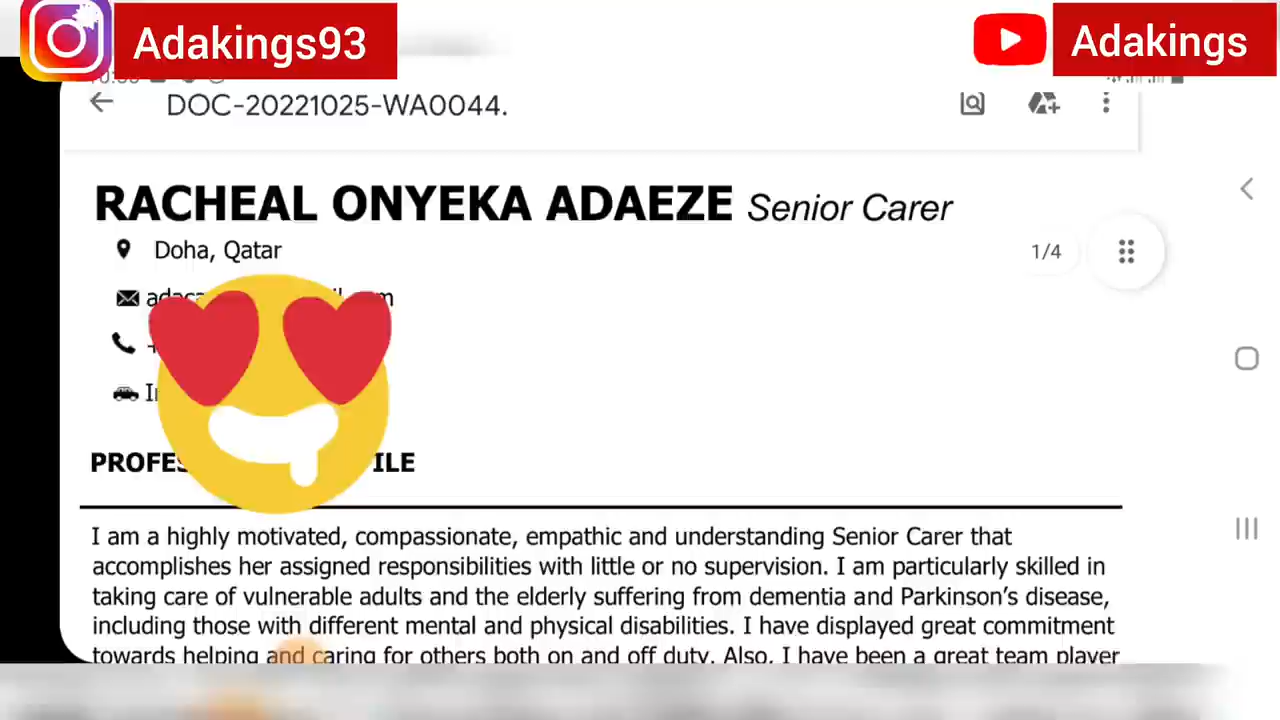 Adakings93
Adakings
DOC-20221025-WA0044.
RACHEAL ONYEKA ADAEZE Senior Carer
Doha, Qatar
1/4
I am a highly motivated, compassionate, empathic and understanding Senior Carer that
accomplishes her assigned responsibilities with little or no supervision. I am particularly skilled in
taking care of vulnerable adults and the elderly suffering from dementia and Parkinson's disease,
including those with different mental and physical disabilities. I have displayed great commitment
towards helping and caring for others both on and off duty. Also, I have been a great team player